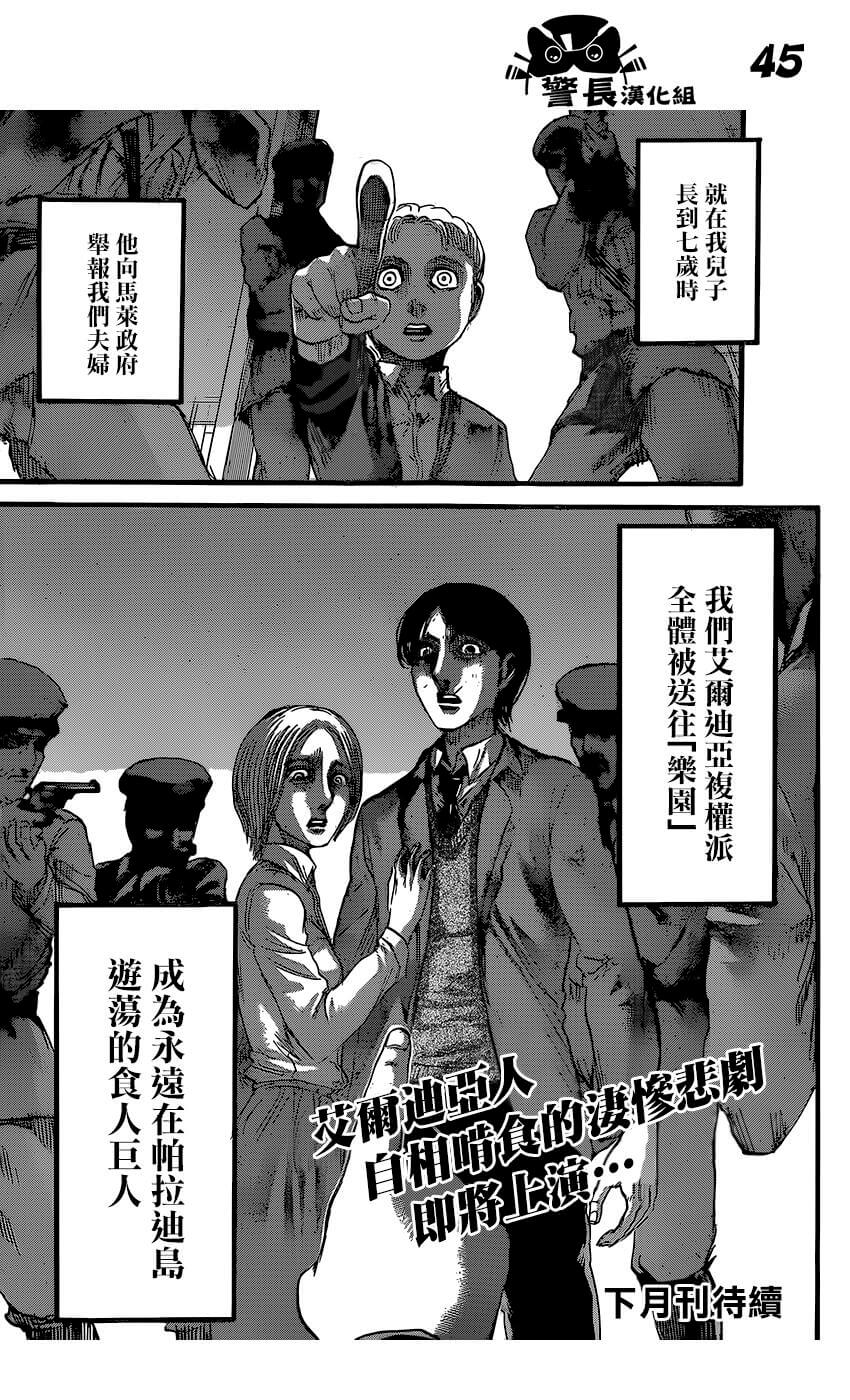 警長漢化組
45
就在我兒子
長到七歲時
他向馬萊政府
舉報我們夫婦
我們艾爾迪亞複權派
全體被送往「樂園」
成為永遠在帕拉迪島
遊蕩的食人巨人
艾爾迪亞人
自相啃食的淒慘悲劇
即將上演…
下月刊待續